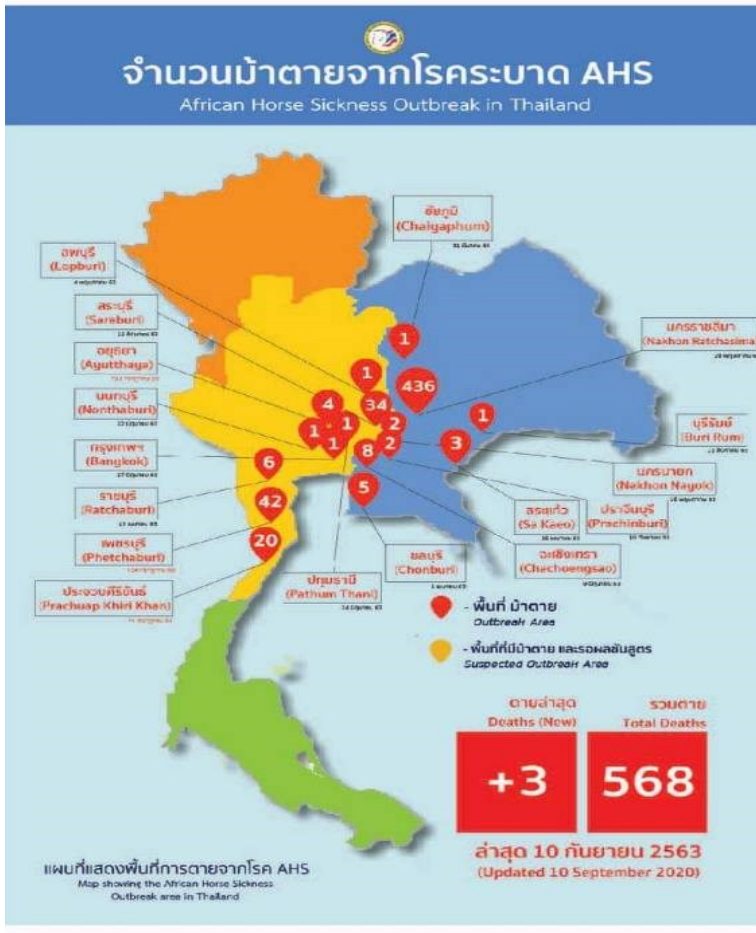 จำนวนม้าตายจากโรคระบาด AHS
African Horse Sickness Outbreak in Thailand
ชัยภูมิ
(Chaiyaphum)
ลพบุรี
(Lopburi)
สระบุรี
(Saraburi)
อยุธยา
(Ayutthaya)
นนทบุรี
(Nonthaburi)
กรุงเทพฯ
(Bangkok)
ราชบุรี
(Ratchaburi)
เพชรบุรี
(Phetchaburi)
ประจวบคีรีขันธ์
(Prachuap Khiri Khan)
นครราชสีมา
(Nakhon Ratchasima)
บุรีรัมย์
(Buri Rum)
นครนายก
(Nakhon Nayok)
ปราจีนบุรี
(Prachinburi)
สระแก้ว
(Sa Kaeo)
ฉะเชิงเทรา
(Chachoengsao)
ชลบุรี
(Chonburi)
ปทุมธานี
(Pathum Thani)
1
1
436
4
34
1
1
2
1
1
8
2
3
6
5
42
20
- พื้นที่ ม้าตาย
Outbreak Area
- พื้นที่ที่มีม้าตาย และรอผลชันสูตร
Suspected Outbreak Area
ตายล่าสุด
Deaths (New)
+3
รวมตาย
Total Deaths
568
ล่าสุด 10 กันยายน 2563
(Updated 10 September 2020)
แผนที่แสดงพื้นที่การตายจากโรค AHS
Map showing the African Horse Sickness
Outbreak area in Thailand